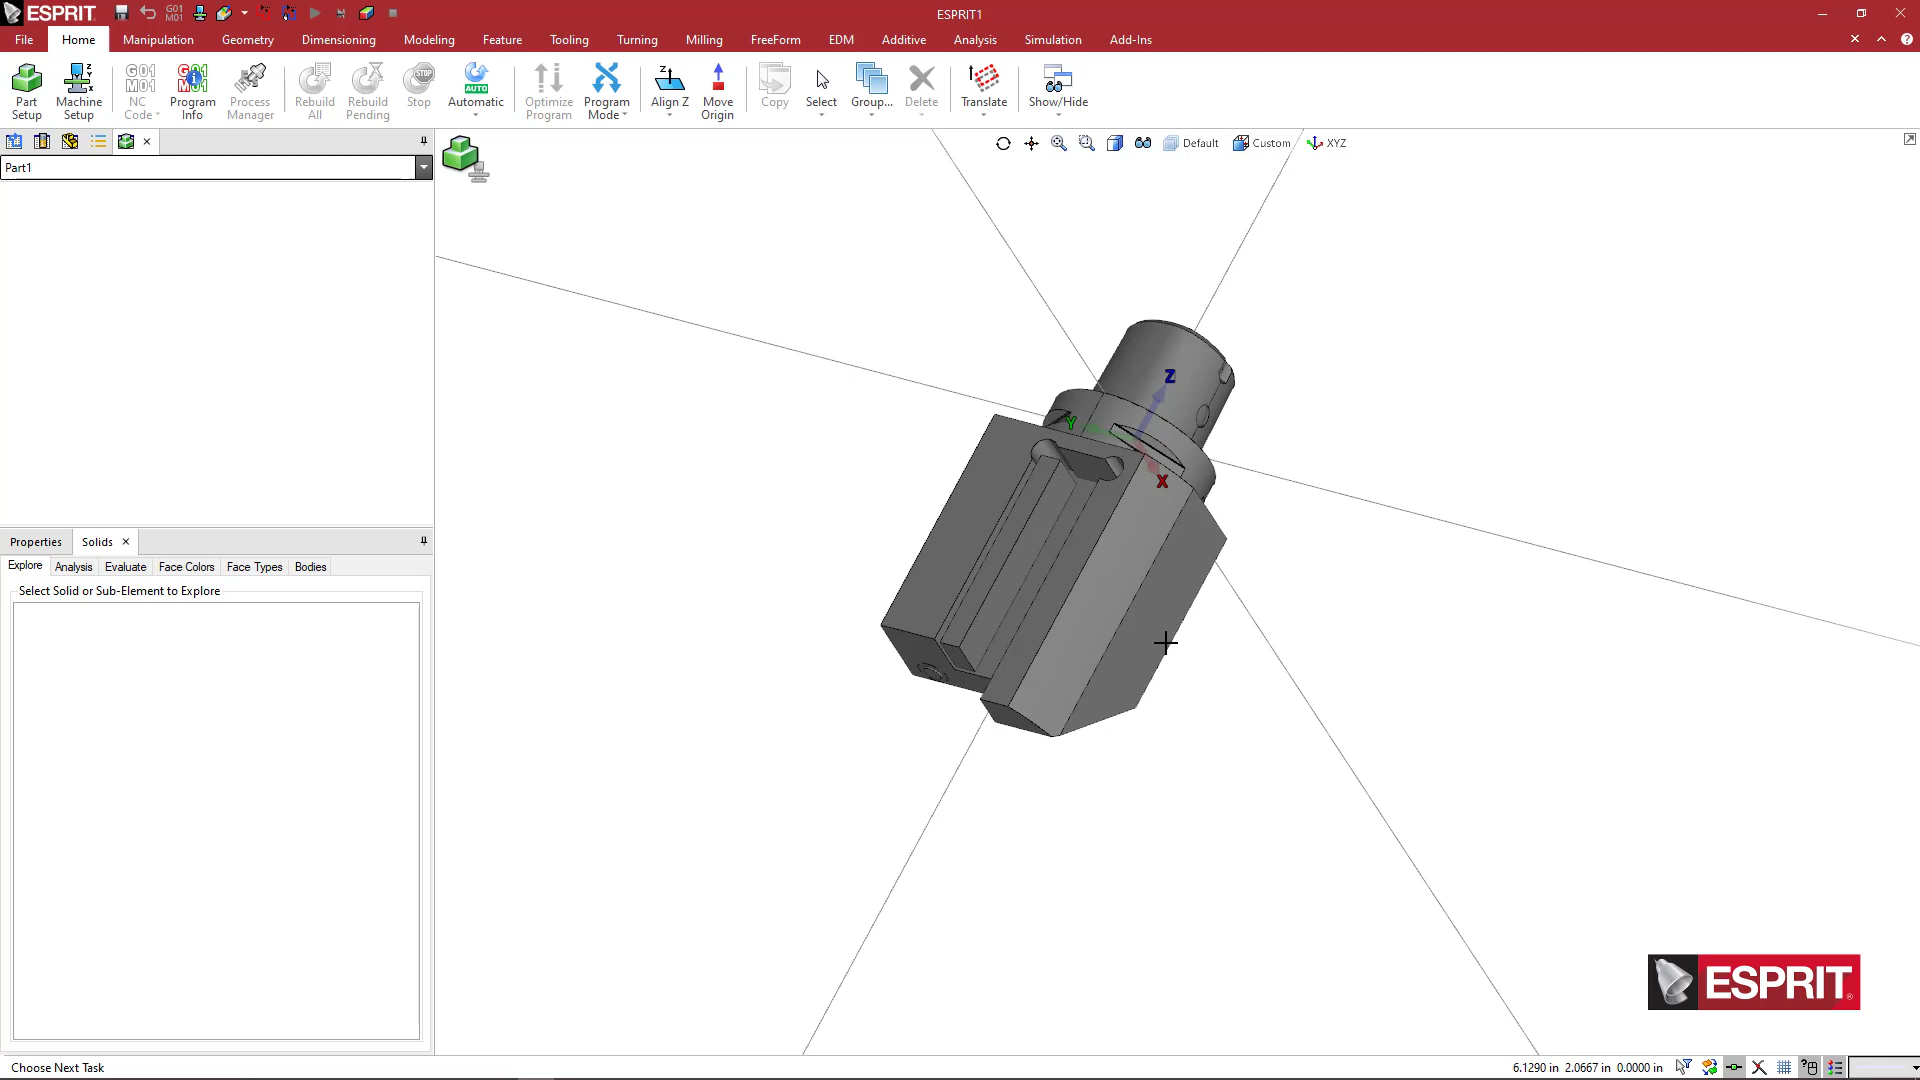 ESPRIT
G01
M01
ESPRIT1
File
Home
Manipulation
Geometry
Dimensioning
Modeling
Feature
Tooling
Turning
Milling
FreeForm
EDM
Additive
Analysis
Simulation
Add-Ins
Part
Setup
Machine
Setup
NC
Code
Program
Info
Process
Manager
Rebuild
All
Rebuild
Pending
STOP
Stop
AUTO
Automatic
Optimize
Program
Program
Mode
Align Z
Move
Origin
Copy
Select
Group...
Delete
Translate
Show/Hide
Part1
Default
Custom
XYZ
Z
Y
X
Properties
Solids
Explore
Analysis
Evaluate
Face Colors
Face Types
Bodies
Select Solid or Sub-Element to Explore
ESPRIT
Choose Next Task
6.1290 in 2.0667 in 0.0000 in